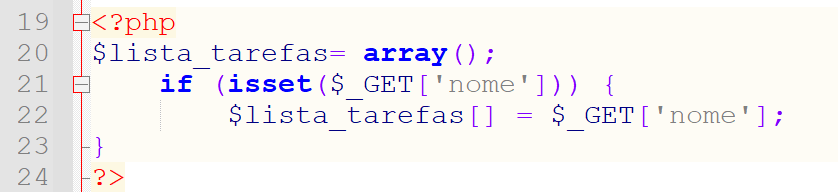 19 <?php
20 $lista_tarefas= array();
21     if (isset($_GET['nome'])) {
22         $lista_tarefas[] = $_GET['nome'];
23 }
24 ?>